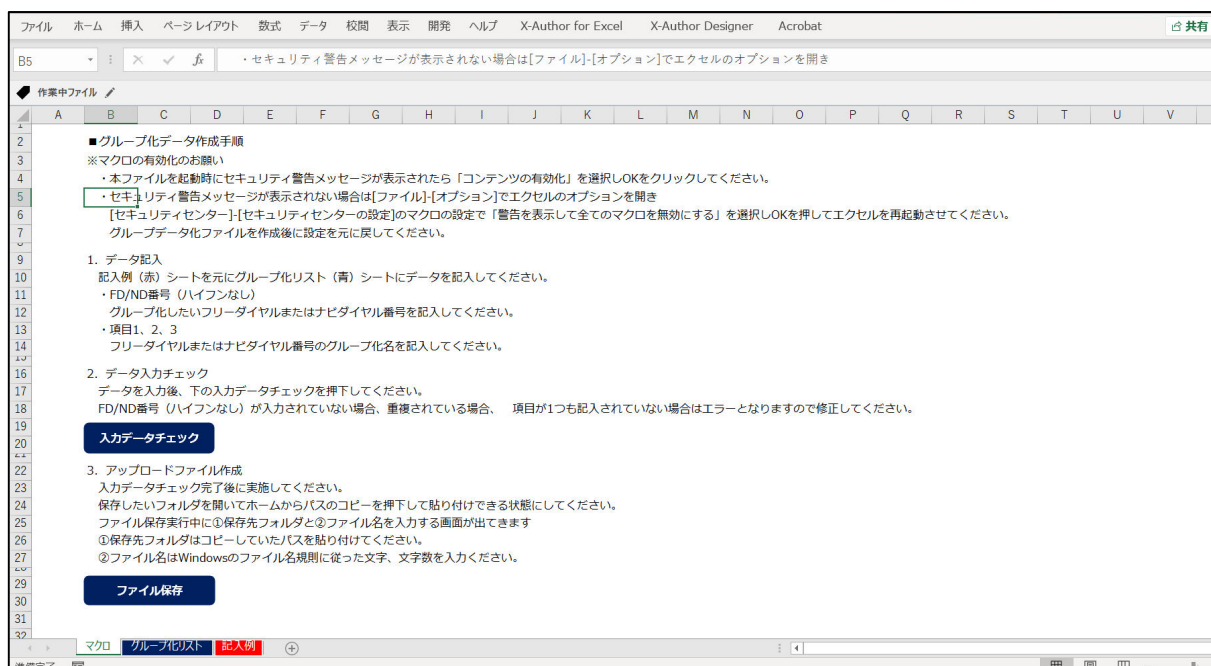 ファイル ホーム 挿入 ページ レイアウト 数式 データ 校閲 表示 開発 ヘルプ X-Author for Excel X-Author Designer Acrobat 共有
B5 fx ・セキュリティ警告メッセージが表示されない場合は[ファイル]-[オプション]でエクセルのオプションを開き
作業中ファイル
A B C D E F G H I J K L M N O P Q R S T U V
2 ■グループ化データ作成手順
3 ※マクロの有効化のお願い
4 ・本ファイルを起動時にセキュリティ警告メッセージが表示されたら「コンテンツの有効化」を選択しOKをクリックしてください。
5 ・セキュリティ警告メッセージが表示されない場合は[ファイル]-[オプション]でエクセルのオプションを開き
6 [セキュリティセンター]-[セキュリティセンターの設定]のマクロの設定で「警告を表示して全てのマクロを無効にする」を選択しOKを押してエクセルを再起動させてください。
7 グループデータ化ファイルを作成後に設定を元に戻してください。
9 1．データ記入
10 記入例（赤）シートを元にグループ化リスト（青）シートにデータを記入してください。
11 ・FD/ND番号（ハイフンなし）
12 グループ化したいフリーダイヤルまたはナビダイヤル番号を記入してください。
13 ・項目1、2、3
14 フリーダイヤルまたはナビダイヤル番号のグループ化名を記入してください。
16 2．データ入力チェック
17 データを入力後、下の入力データチェックを押下してください。
18 FD/ND番号（ハイフンなし）が入力されていない場合、重複されている場合、 項目が1つも記入されていない場合はエラーとなりますので修正してください。
19
20 入力データチェック
22 3．アップロードファイル作成
23 入力データチェック完了後に実施してください。
24 保存したいフォルダを開いてホームからパスのコピーを押下して貼り付けできる状態にしてください。
25 ファイル保存実行中に①保存先フォルダと②ファイル名を入力する画面が出てきます
26 ①保存先フォルダはコピーしていたパスを貼り付けてください。
27 ②ファイル名はWindowsのファイル名規則に従った文字、文字数を入力ください。
29 ファイル保存
30
31
32
マクロ グループ化リスト 記入例
準備完了